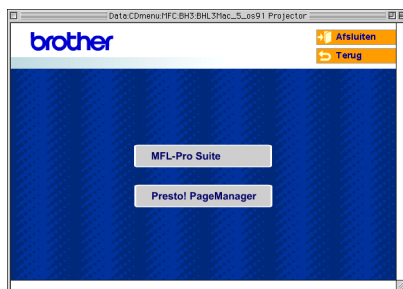 Data:CDmenu:MFC:BH3:BHL3Mac_5_os91 Projector
brother
Afsluiten
Terug
MFL-Pro Suite
Presto! PageManager